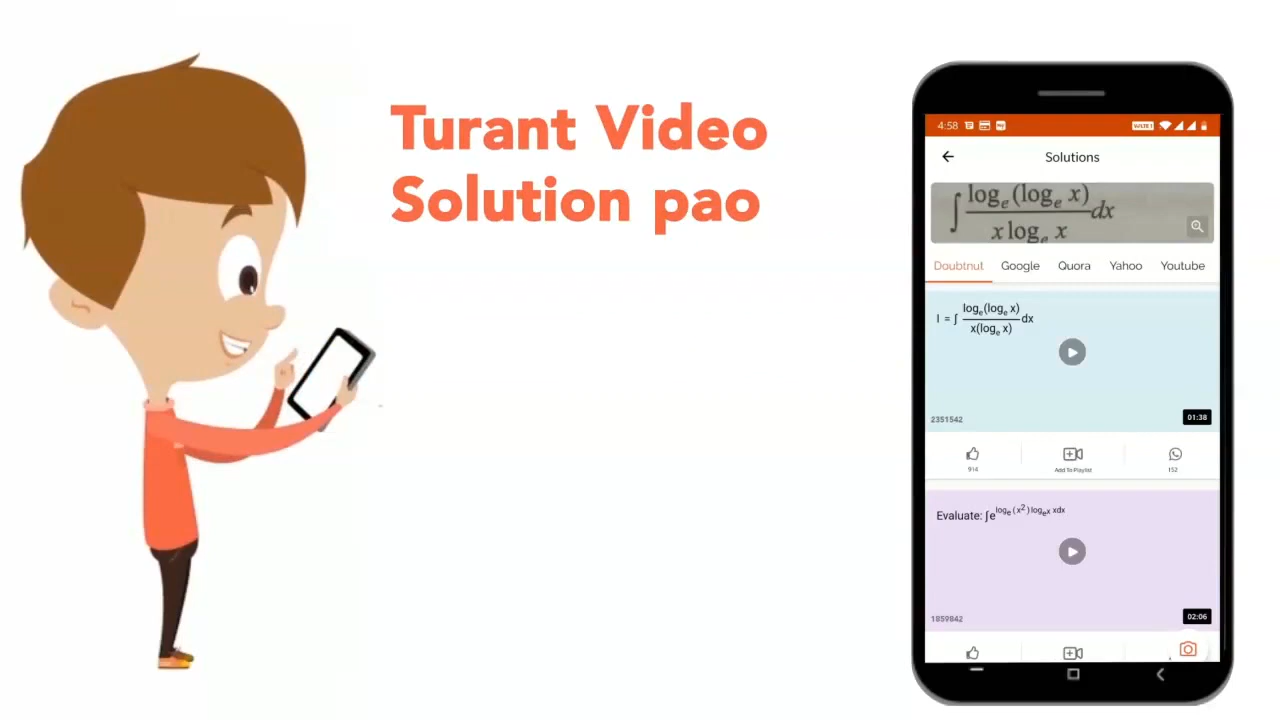 Turant Video
Solution pao
4:58
Solutions
∫ logₑ(logₑ x) / x logₑ x dx
Doubtnut Google Quora Yahoo Youtube
I = ∫ logₑ(logₑ x) / x(logₑ x) dx
2351542 01:38
914 Add To Playlist 152
Evaluate: ∫e^logₑ(x²)logₑx xdx
1859842 02:06